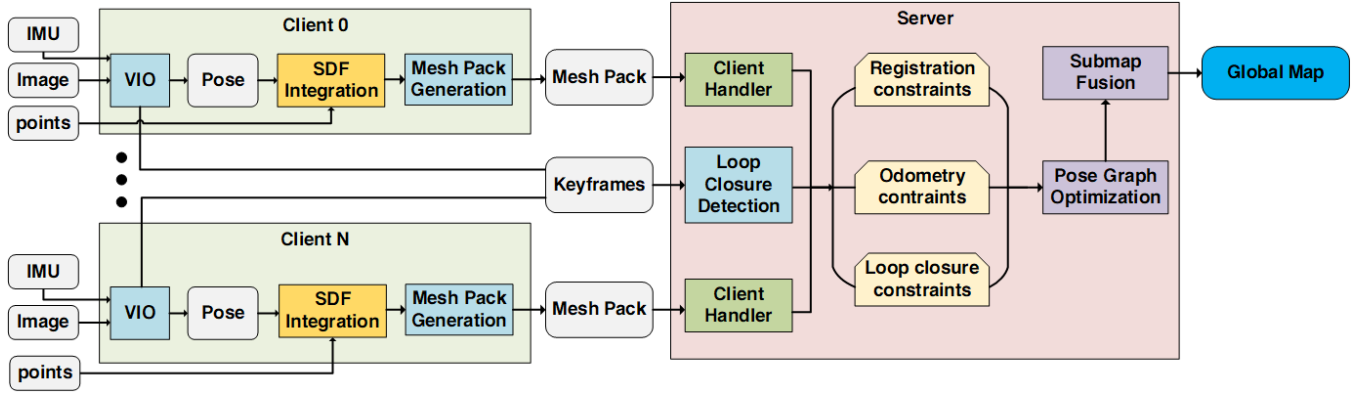 Client 0
IMU
Image
points
VIO
Pose
SDF
Integration
Mesh Pack
Generation
Mesh Pack
Keyframes
Client N
IMU
Image
points
VIO
Pose
SDF
Integration
Mesh Pack
Generation
Mesh Pack
Server
Client
Handler
Loop
Closure
Detection
Client
Handler
Registration
constraints
Odometry
contraints
Loop closure
constraints
Submap
Fusion
Pose Graph
Optimization
Global Map